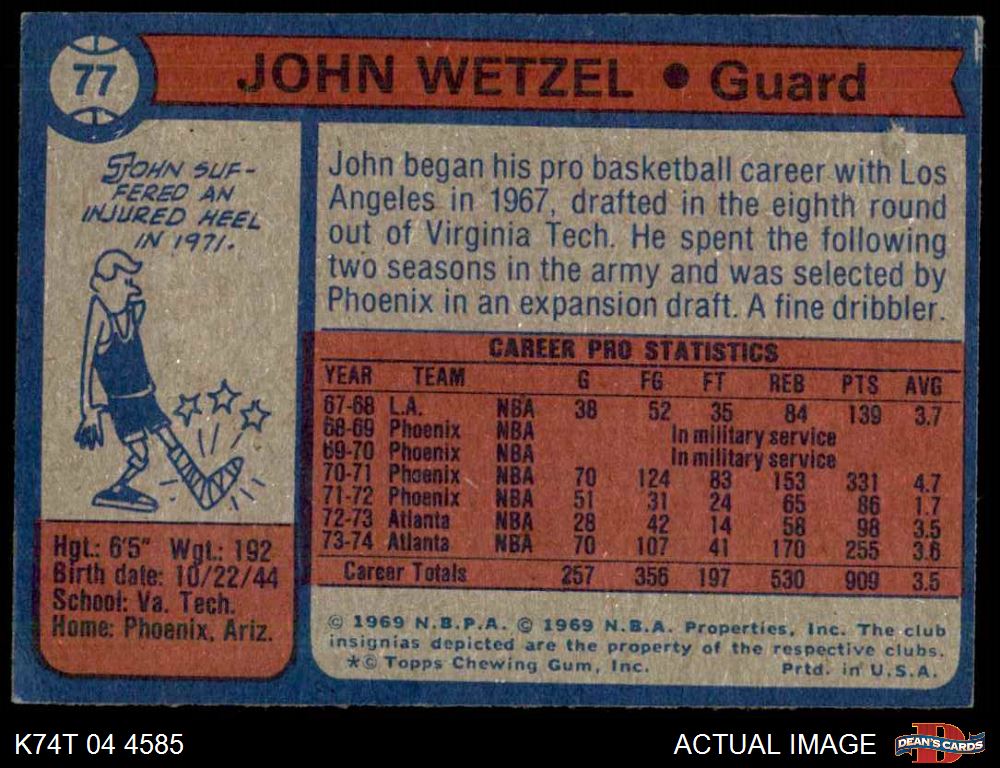 77
JOHN WETZEL • Guard
JOHN SUF-
FERED AN
INJURED HEEL
IN 1971.
John began his pro basketball career with Los
Angeles in 1967, drafted in the eighth round
out of Virginia Tech. He spent the following
two seasons in the army and was selected by
Phoenix in an expansion draft. A fine dribbler.
CAREER PRO STATISTICS
YEAR TEAM G FG FT REB PTS AVG
67-68 L.A. NBA 38 52 35 84 139 3.7
68-69 Phoenix NBA In military service
69-70 Phoenix NBA In military service
70-71 Phoenix NBA 70 124 83 153 331 4.7
71-72 Phoenix NBA 51 31 24 65 86 1.7
72-73 Atlanta NBA 28 42 14 58 98 3.5
73-74 Atlanta NBA 70 107 41 170 255 3.6
Career Totals 257 356 197 530 909 3.5
Hgt.: 6'5" Wgt.: 192
Birth date: 10/22/44
School: Va. Tech.
Home: Phoenix, Ariz.
© 1969 N.B.P.A. © 1969 N.B.A. Properties, Inc. The club
insignias depicted are the property of the respective clubs.
*© Topps Chewing Gum, Inc. Prtd. in U.S.A.
K74T 04 4585
ACTUAL IMAGE
D
DEAN'S CARDS